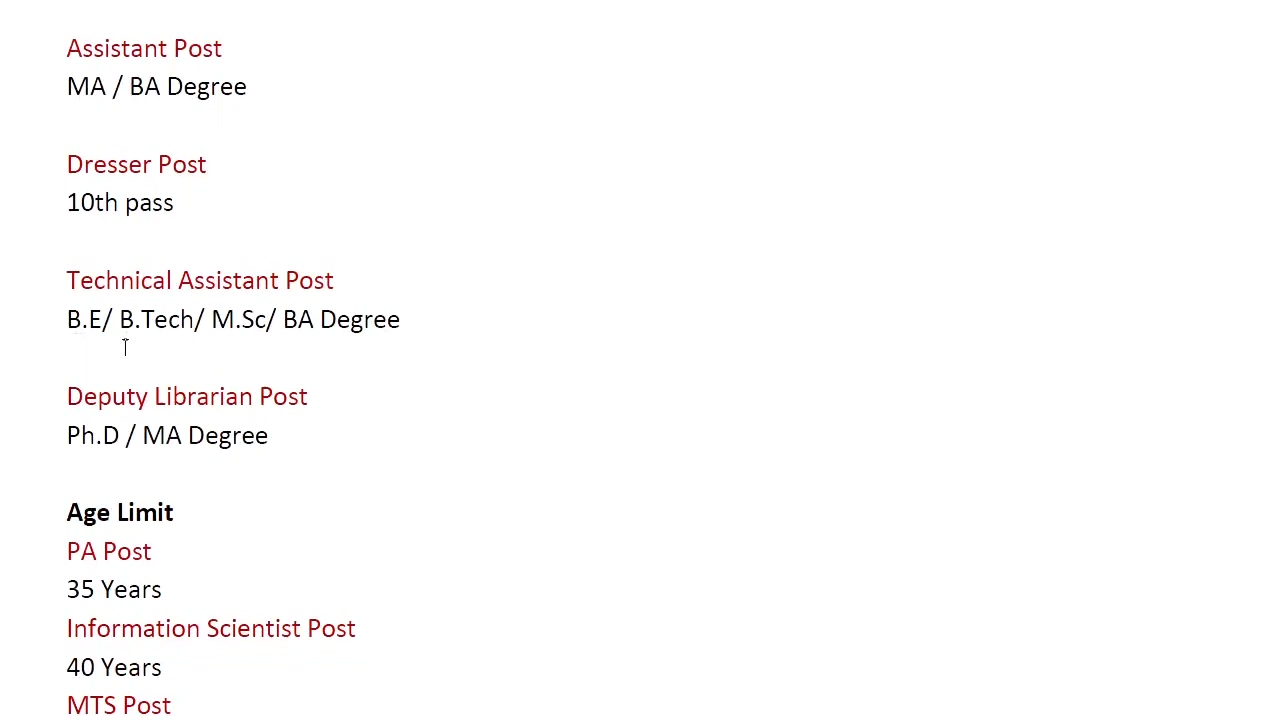 Assistant Post
MA / BA Degree
Dresser Post
10th pass
Technical Assistant Post
B.E/ B.Tech/ M.Sc/ BA Degree
Deputy Librarian Post
Ph.D / MA Degree
Age Limit
PA Post
35 Years
Information Scientist Post
40 Years
MTS Post